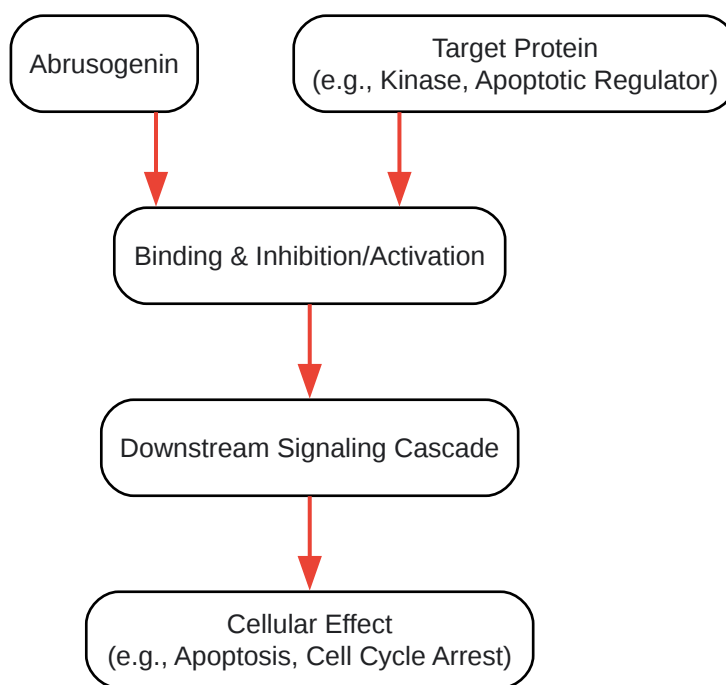 Abrusogenin
Target Protein
(e.g., Kinase, Apoptotic Regulator)
Binding & Inhibition/Activation
Downstream Signaling Cascade
Cellular Effect
(e.g., Apoptosis, Cell Cycle Arrest)